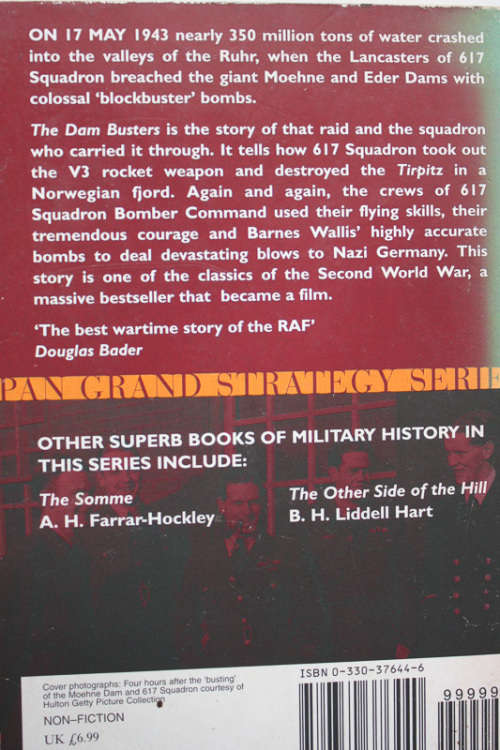 ON 17 MAY 1943 nearly 350 million tons of water crashed
into the valleys of the Ruhr, when the Lancasters of 617
Squadron breached the giant Moehne and Eder Dams with
colossal ‘blockbuster’ bombs.
The Dam Busters is the story of that raid and the squadron
who carried it through. It tells how 617 Squadron took out
the V3 rocket weapon and destroyed the Tirpitz in a
Norwegian fjord. Again and again, the crews of 617
Squadron Bomber Command used their flying skills, their
tremendous courage and Barnes Wallis’ highly accurate
bombs to deal devastating blows to Nazi Germany. This
story is one of the classics of the Second World War, a
massive bestseller that became a film.
‘The best wartime story of the RAF’
Douglas Bader
PAN GRAND STRATEGY SERIE
OTHER SUPERB BOOKS OF MILITARY HISTORY IN
THIS SERIES INCLUDE:
The Somme
A. H. Farrar-Hockley
The Other Side of the Hill
B. H. Liddell Hart
Cover photographs: Four hours after the ‘busting’
of the Moehne Dam and 617 Squadron courtesy of
Hulton Getty Picture Collection
NON–FICTION
UK £6.99
ISBN 0-330-37644-6
99999